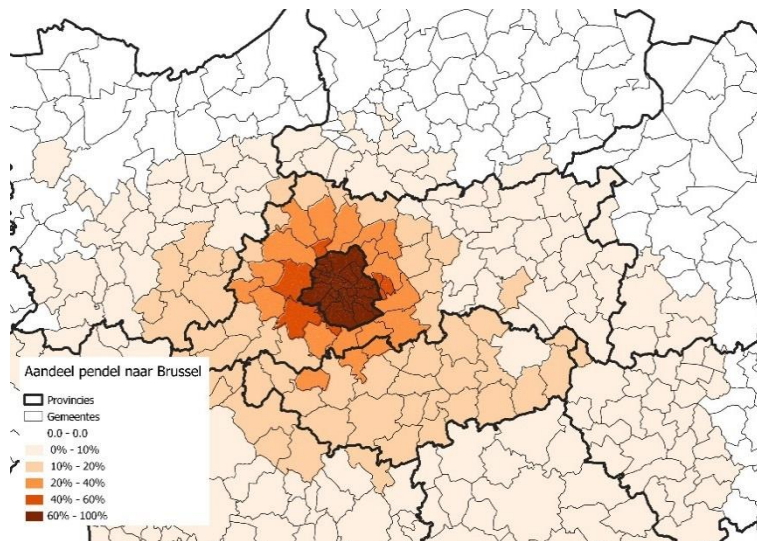 Aandeel pendel naar Brussel
Provincies
Gemeentes
0.0 - 0.0
0% - 10%
10% - 20%
20% - 40%
40% - 60%
60% - 100%